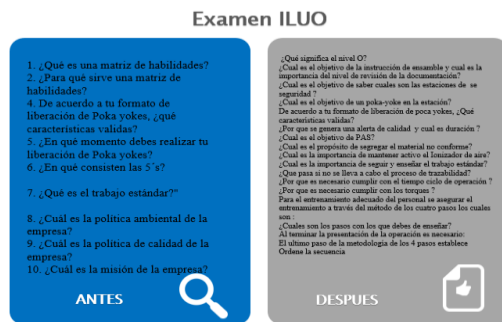 Examen ILUO
1. ¿Qué es una matriz de habilidades?
2. ¿Para qué sirve una matriz de
habilidades?
4. De acuerdo a tu formato de
liberación de Poka yokes, ¿qué
características validas?
5. ¿En qué momento debes realizar tu
liberación de Poka yokes?
6. ¿En qué consisten las 5´s?
7. ¿Qué es el trabajo estándar?"
8. ¿Cuál es la política ambiental de la
empresa?
9. ¿Cuál es la política de calidad de la
empresa?
10. ¿Cuál es la misión de la empresa?
ANTES
¿Qué significa el nivel O?
¿Cual es el objetivo de la instrucción de ensamble y cual es la
importancia del nivel de revisión de la documentación?
¿Cual es el objetivo de saber cuales son las estaciones de se
seguridad ?
¿Cual es el objetivo de un poka-yoke en la estación?
De acuerdo a tu formato de liberación de poca yokes, ¿Qué
características validas?
¿Por que se genera una alerta de calidad y cual es duración ?
¿Cual es el objetivo de PAS?
¿Cual es el propósito de segregar el material no conforme?
¿Cual es la importancia de mantener activo el Ionizador de aire?
¿Cual es la importancia de seguir y enseñar el trabajo estándar?
¿Que pasa si no se lleva a cabo el proceso de trazabilidad?
¿Por que es necesario cumplir con el tiempo ciclo de operación ?
¿Por que es necesario cumplir con los torques ?
Para el entrenamiento adecuado del personal se asegurar el
entrenamiento a través del método de los cuatro pasos los cuales
son :
¿Cuales son los pasos con los que debes de enseñar?
Al terminar la presentación de la operación es necesario:
El ultimo paso de la metodologia de los 4 pasos establece
Ordene la secuencia
DESPUES